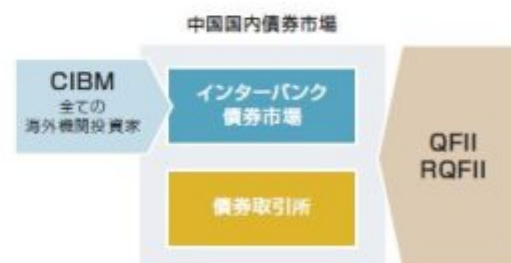 中国国内債券市場
CIBM
全ての
海外機関投資家
インターバンク
債券市場
債券取引所
QFII
RQFII